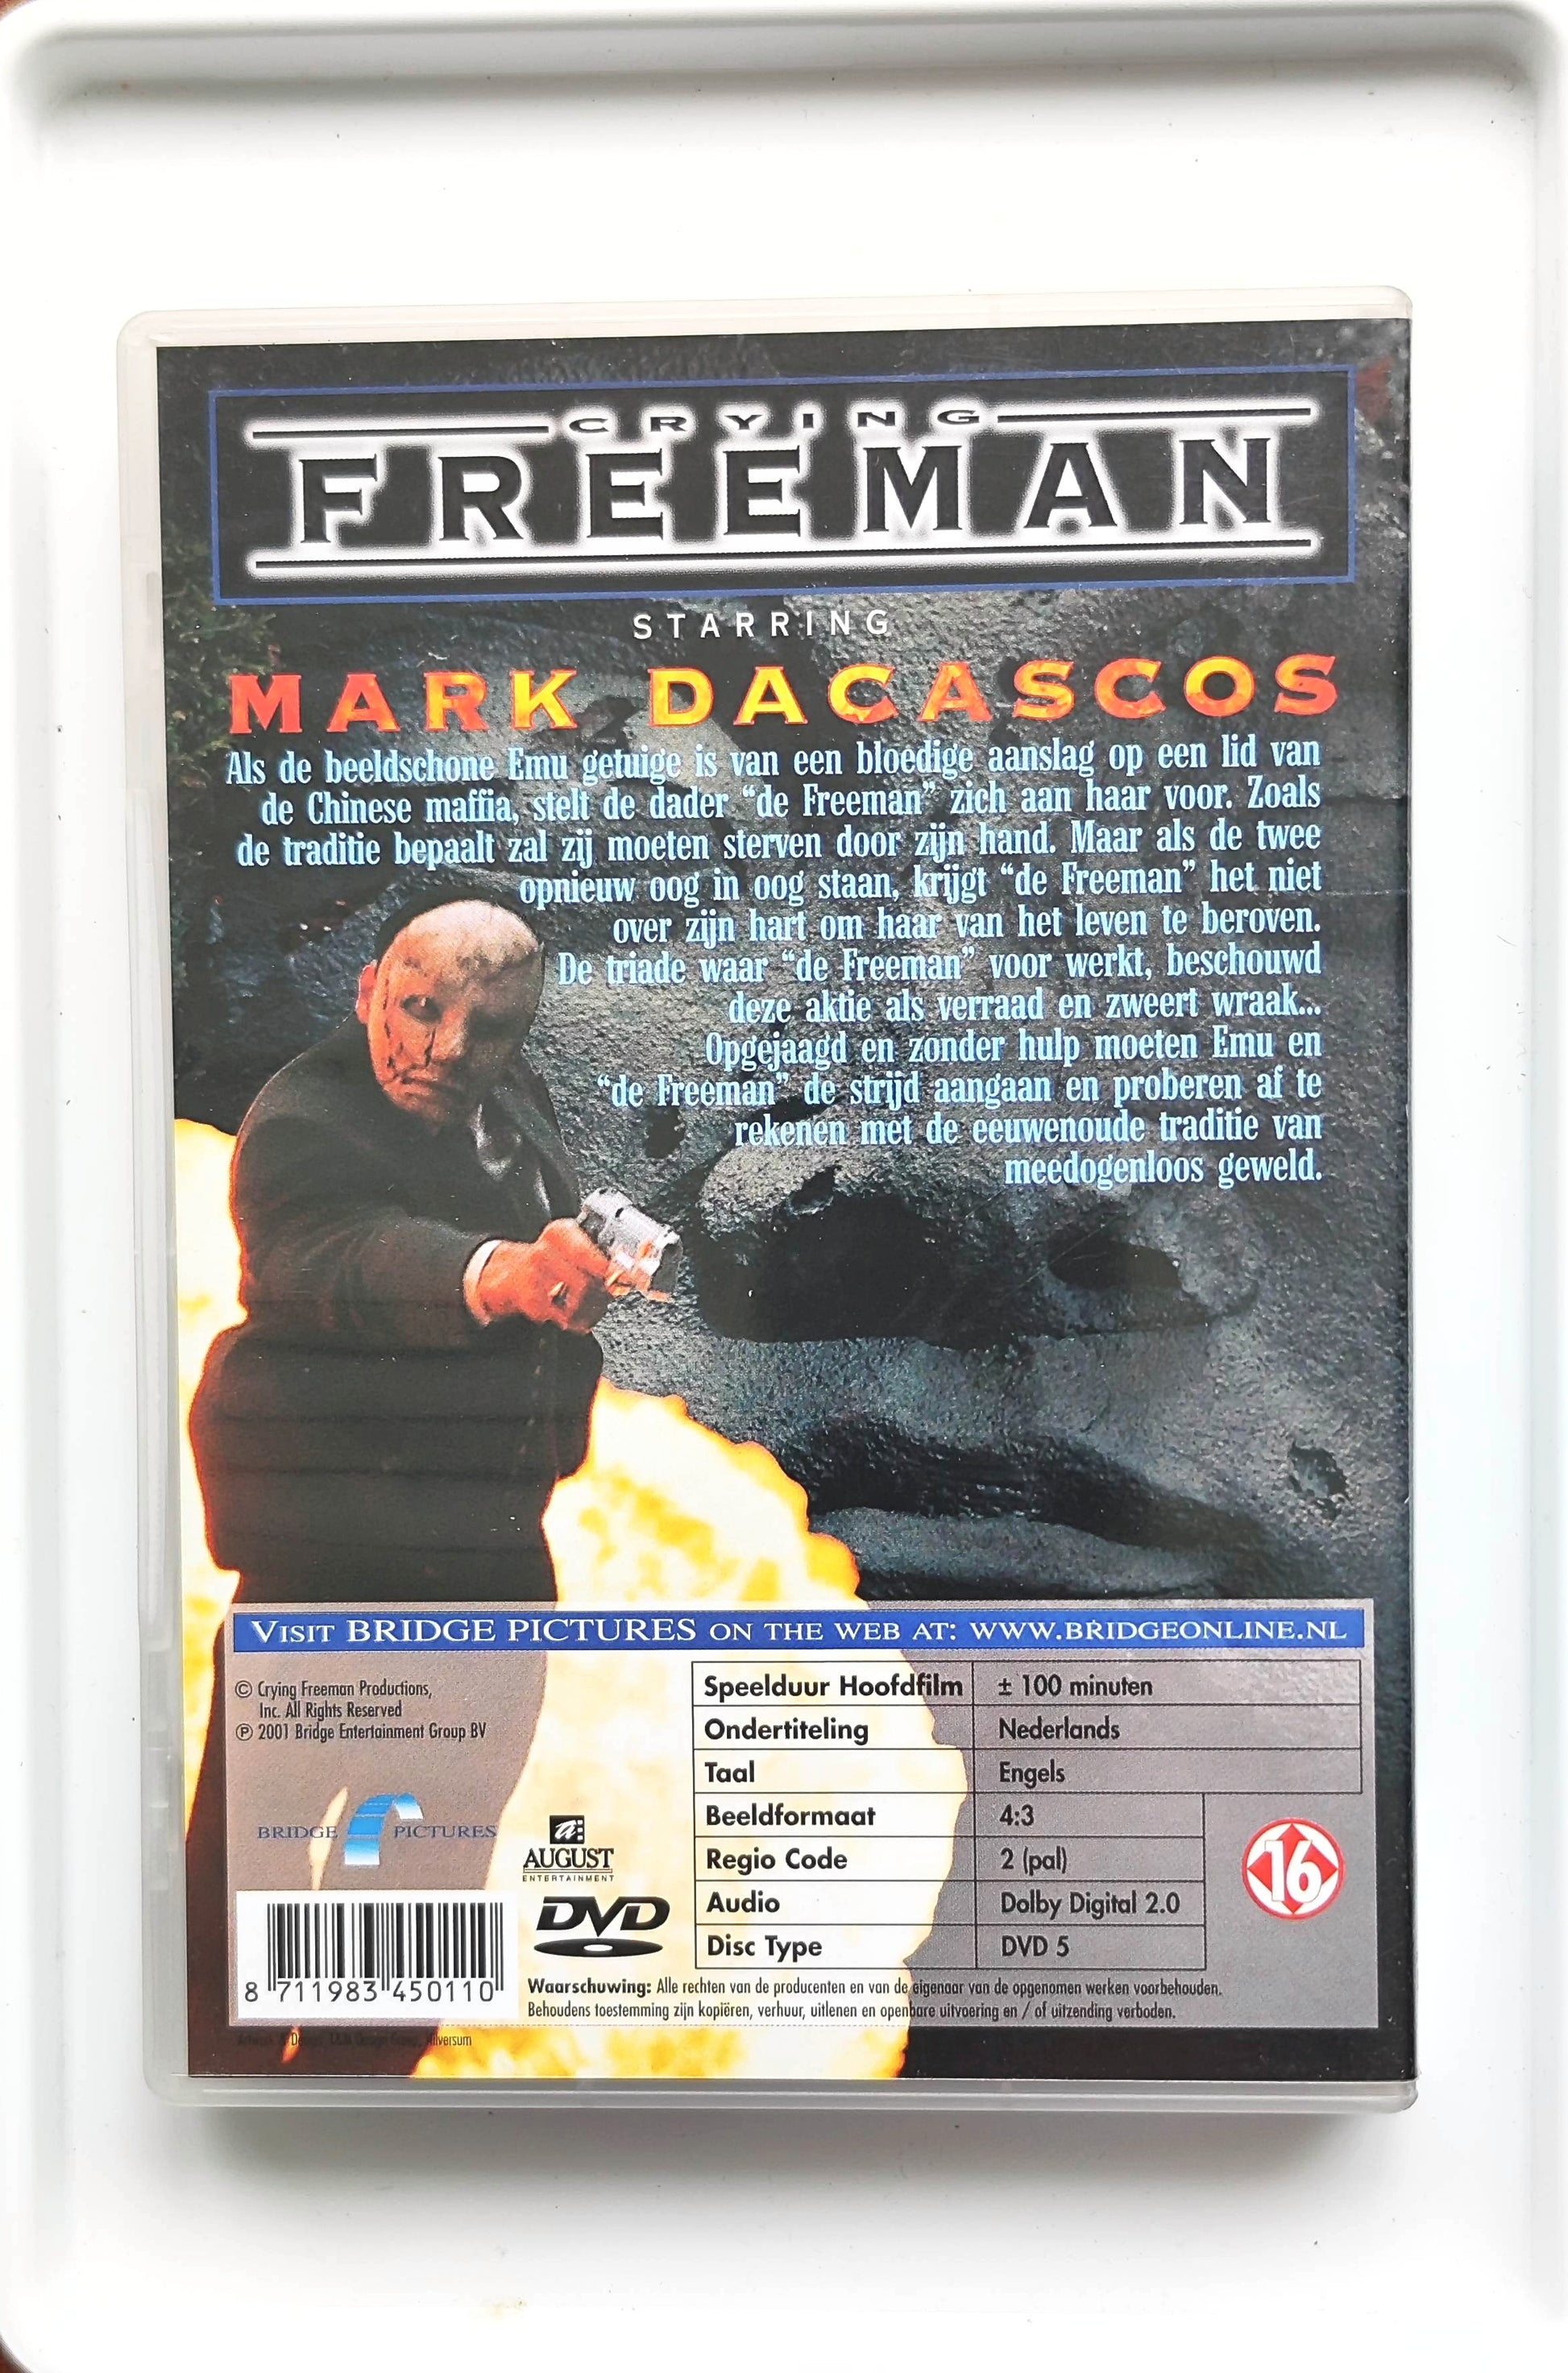 CRYING
FREEMAN
STARRING
MARK DACASCOS
Als de beeldschone Emu getuige is van een bloedige aanslag op een lid van
de Chinese maffia, stelt de dader “de Freeman” zich aan haar voor. Zoals
de traditie bepaalt zal zij moeten sterven door zijn hand. Maar als de twee
opnieuw oog in oog staan, krijgt “de Freeman” het niet
over zijn hart om haar van het leven te beroven.
De triade waar “de Freeman” voor werkt, beschouwd
deze aktie als verraad en zweert wraak...
Opgejaagd en zonder hulp moeten Emu en
“de Freeman” de strijd aangaan en proberen af te
rekenen met de eeuwenoude traditie van
meedogenloos geweld.
VISIT BRIDGE PICTURES ON THE WEB AT: WWW.BRIDGEONLINE.NL
© Crying Freeman Productions,
Inc. All Rights Reserved
℗ 2001 Bridge Entertainment Group BV
BRIDGE PICTURES
a:
AUGUST
ENTERTAINMENT
DVD
8 711983 450110
Speelduur Hoofdfilm ± 100 minuten
Ondertiteling Nederlands
Taal Engels
Beeldformaat 4:3
Regio Code 2 (pal)
Audio Dolby Digital 2.0
Disc Type DVD 5
16
Waarschuwing: Alle rechten van de producenten en van de eigenaar van de opgenomen werken voorbehouden.
Behoudens toestemming zijn kopiëren, verhuur, uitlenen en openbare uitvoering en / of uitzending verboden.